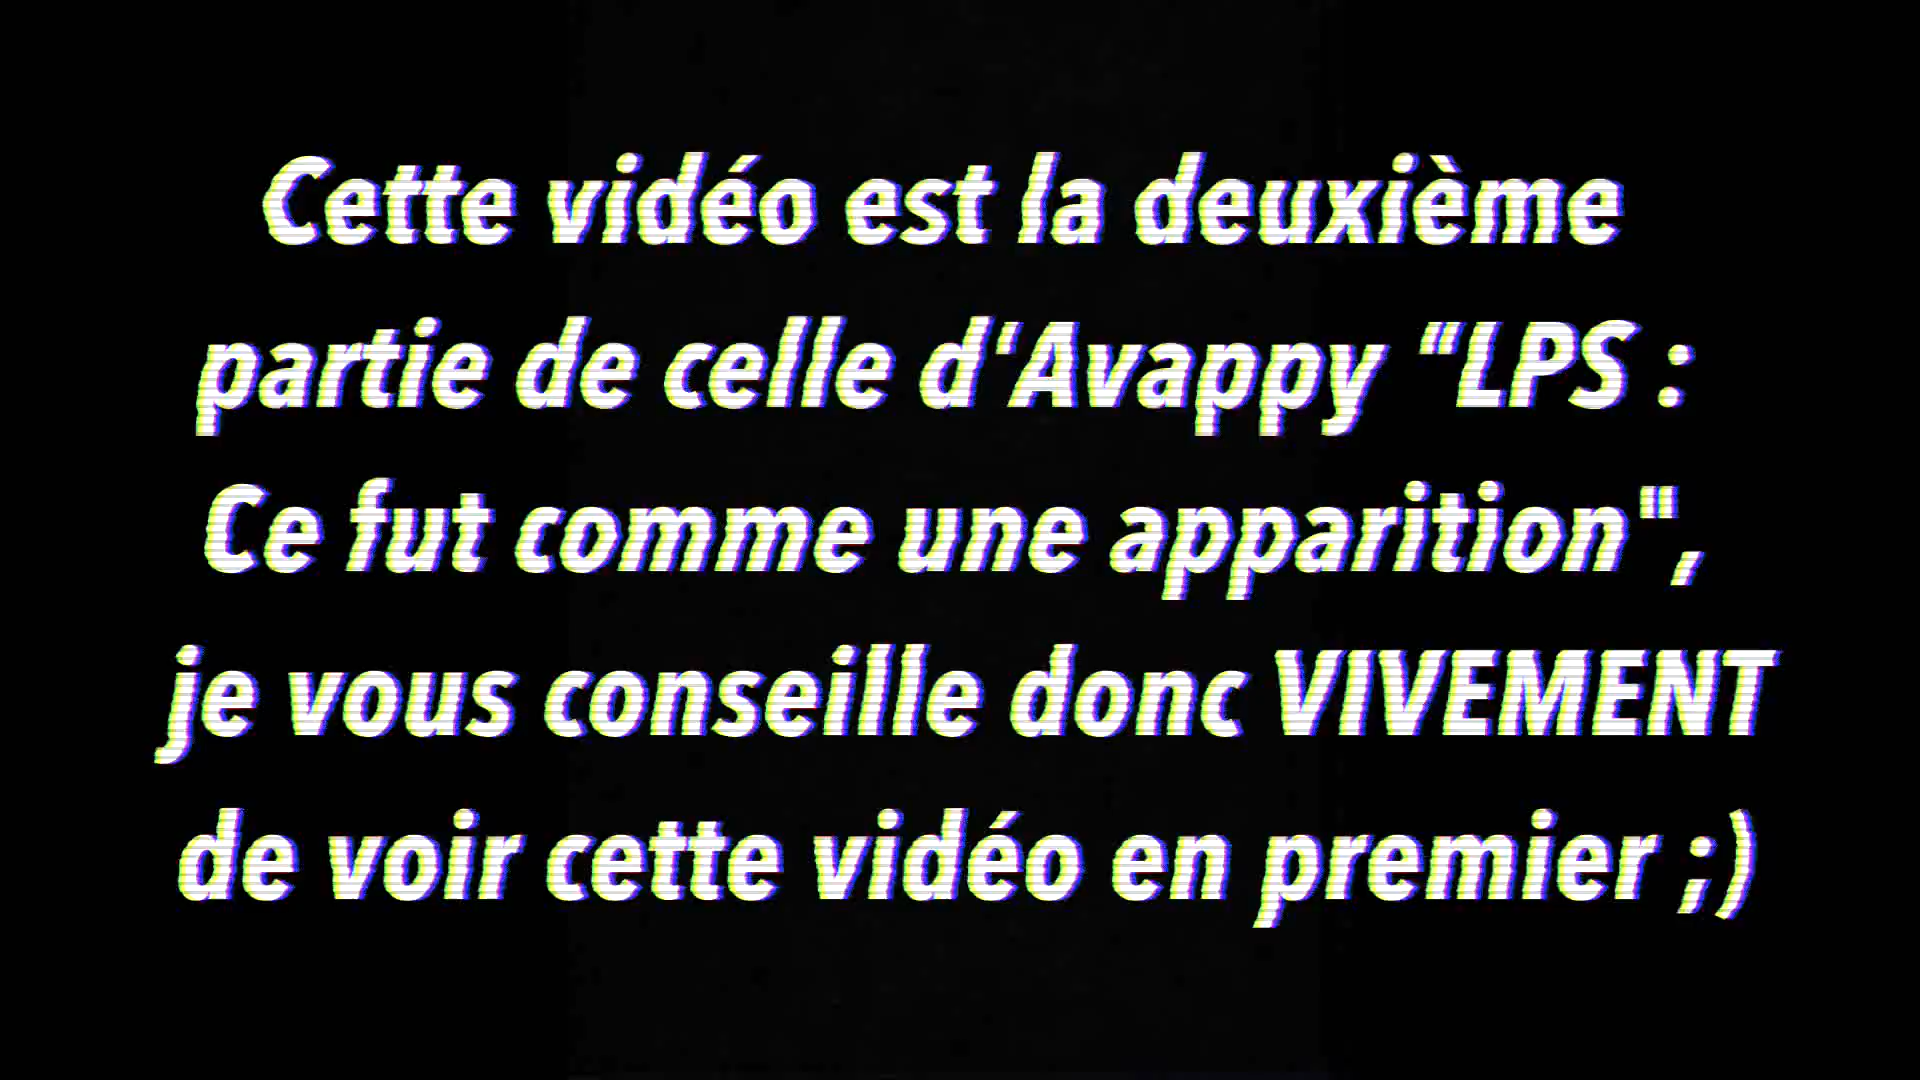 Cette vidéo est la deuxième
partie de celle d'Avappy "LPS :
Ce fut comme une apparition",
je vous conseille donc VIVEMENT
de voir cette vidéo en premier ;)